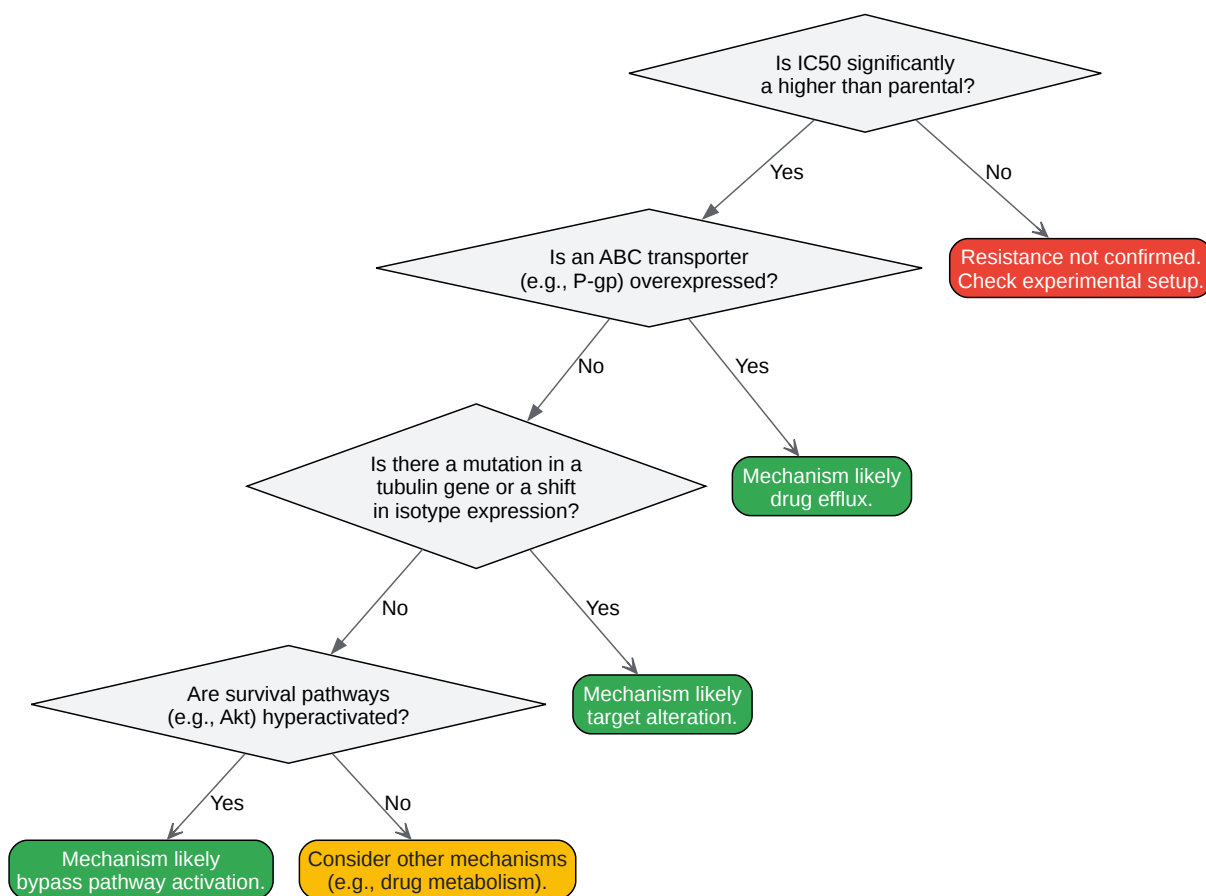 Is IC50 significantly
a higher than parental?
Yes
No
Is an ABC transporter
(e.g., P-gp) overexpressed?
Resistance not confirmed.
Check experimental setup.
No
Yes
Is there a mutation in a
tubulin gene or a shift
in isotype expression?
Mechanism likely
drug efflux.
No
Yes
Are survival pathways
(e.g., Akt) hyperactivated?
Mechanism likely
target alteration.
Yes
No
Mechanism likely
bypass pathway activation.
Consider other mechanisms
(e.g., drug metabolism).